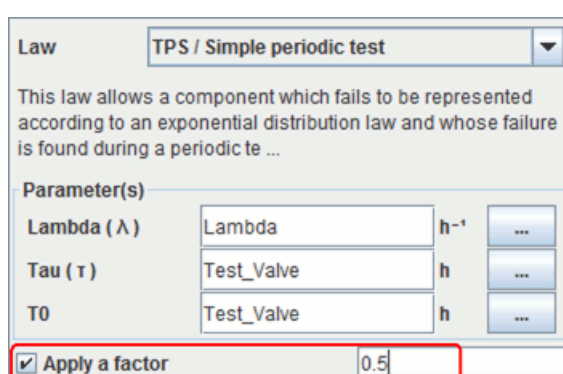 Law TPS / Simple periodic test
This law allows a component which fails to be represented
according to an exponential distribution law and whose failure
is found during a periodic te ...
Parameter(s)
Lambda ( λ ) Lambda h⁻¹ ...
Tau ( τ ) Test_Valve h ...
T0 Test_Valve h ...
Apply a factor 0.5